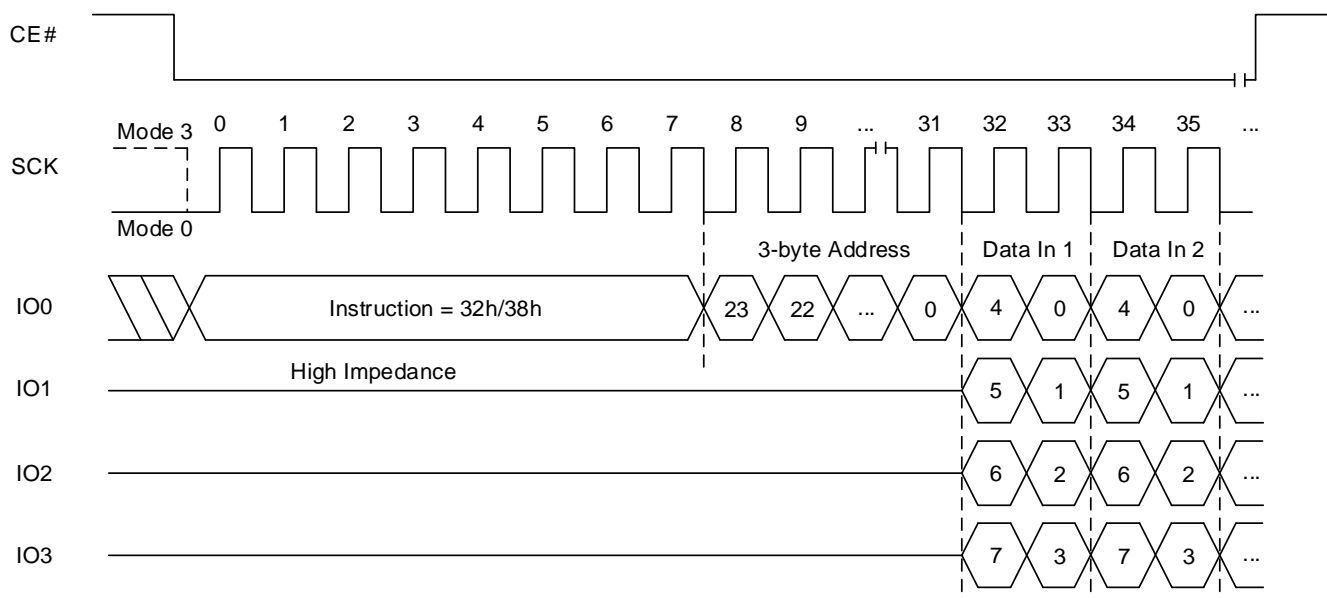 CE#
Mode 3 0 1 2 3 4 5 6 7 8 9 ... 31 32 33 34 35 ...
SCK
Mode 0
3-byte Address Data In 1 Data In 2
IO0 Instruction = 32h/38h 23 22 ... 0 4 0 4 0 ...
High Impedance
IO1 5 1 5 1 ...
IO2 6 2 6 2 ...
IO3 7 3 7 3 ...